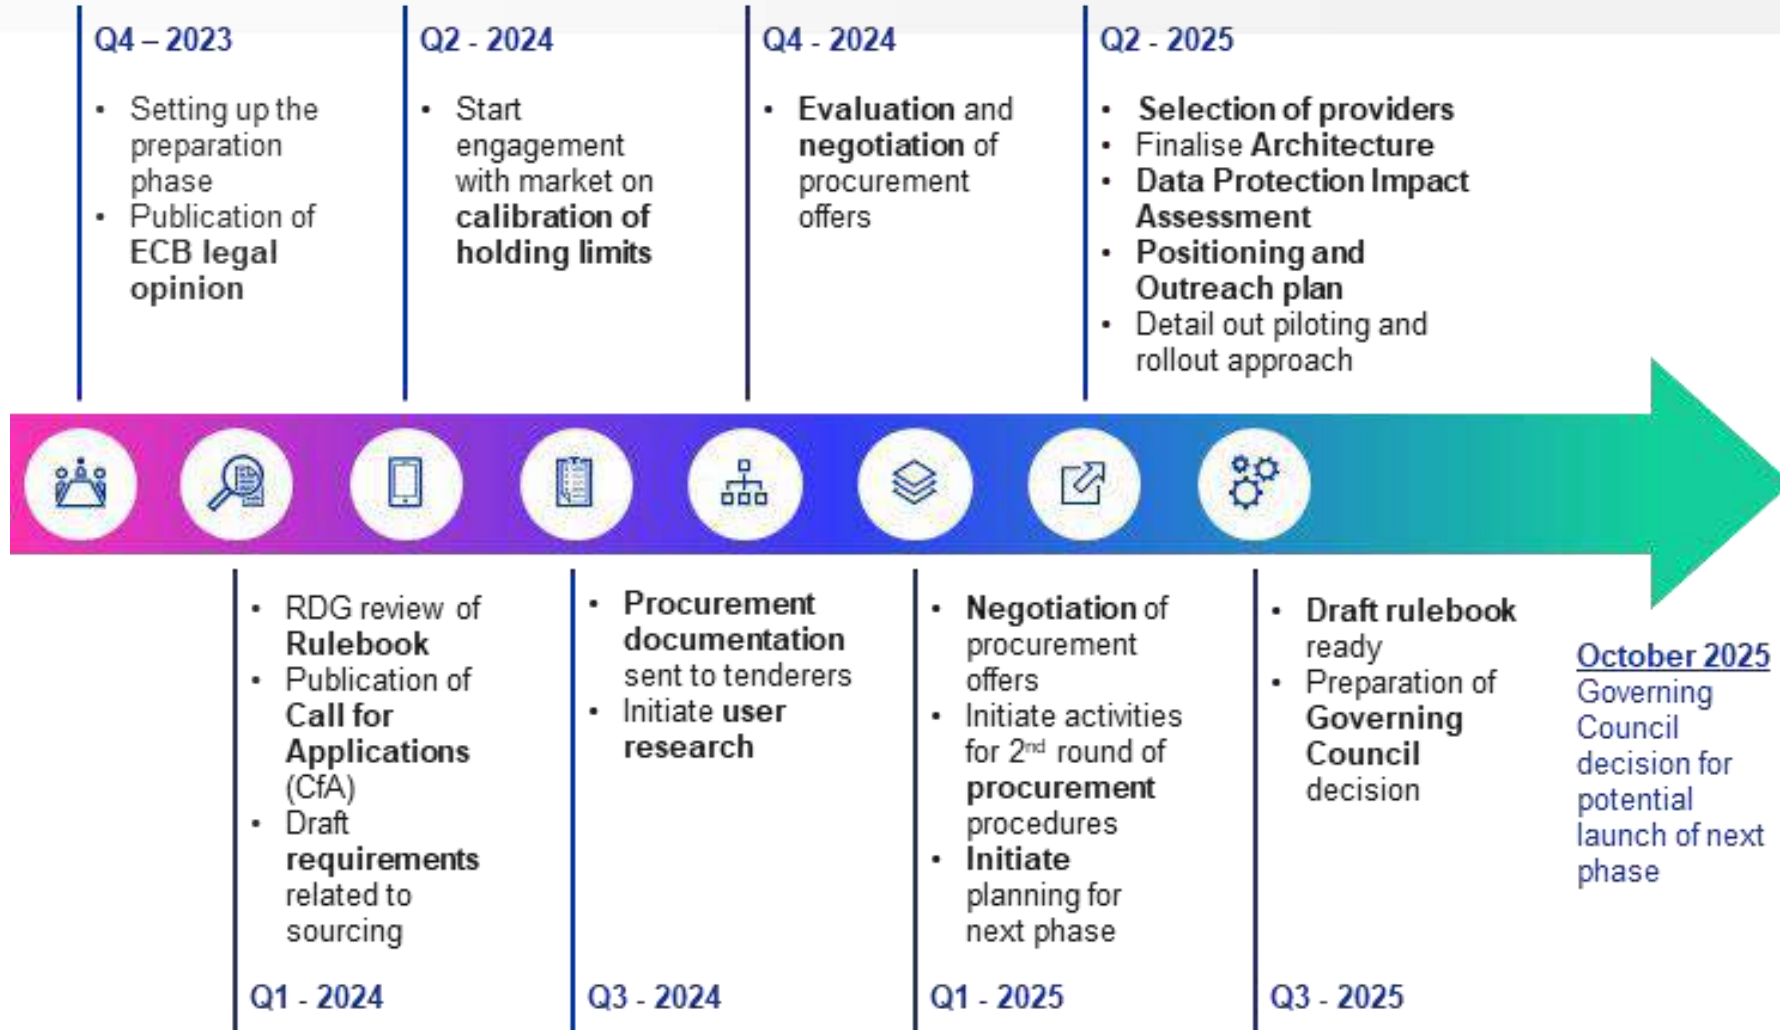 Q4 – 2023
• Setting up the
preparation
phase
• Publication of
ECB legal
opinion
Q2 - 2024
• Start
engagement
with market on
calibration of
holding limits
Q4 - 2024
• Evaluation and
negotiation of
procurement
offers
Q2 - 2025
• Selection of providers
• Finalise Architecture
• Data Protection Impact
Assessment
• Positioning and
Outreach plan
• Detail out piloting and
rollout approach
• RDG review of
Rulebook
• Publication of
Call for
Applications
(CfA)
• Draft
requirements
related to
sourcing
Q1 - 2024
• Procurement
documentation
sent to tenderers
• Initiate user
research
Q3 - 2024
• Negotiation of
procurement
offers
• Initiate activities
for 2nd round of
procurement
procedures
• Initiate
planning for
next phase
Q1 - 2025
• Draft rulebook
ready
• Preparation of
Governing
Council
decision
Q3 - 2025
October 2025
Governing
Council
decision for
potential
launch of next
phase